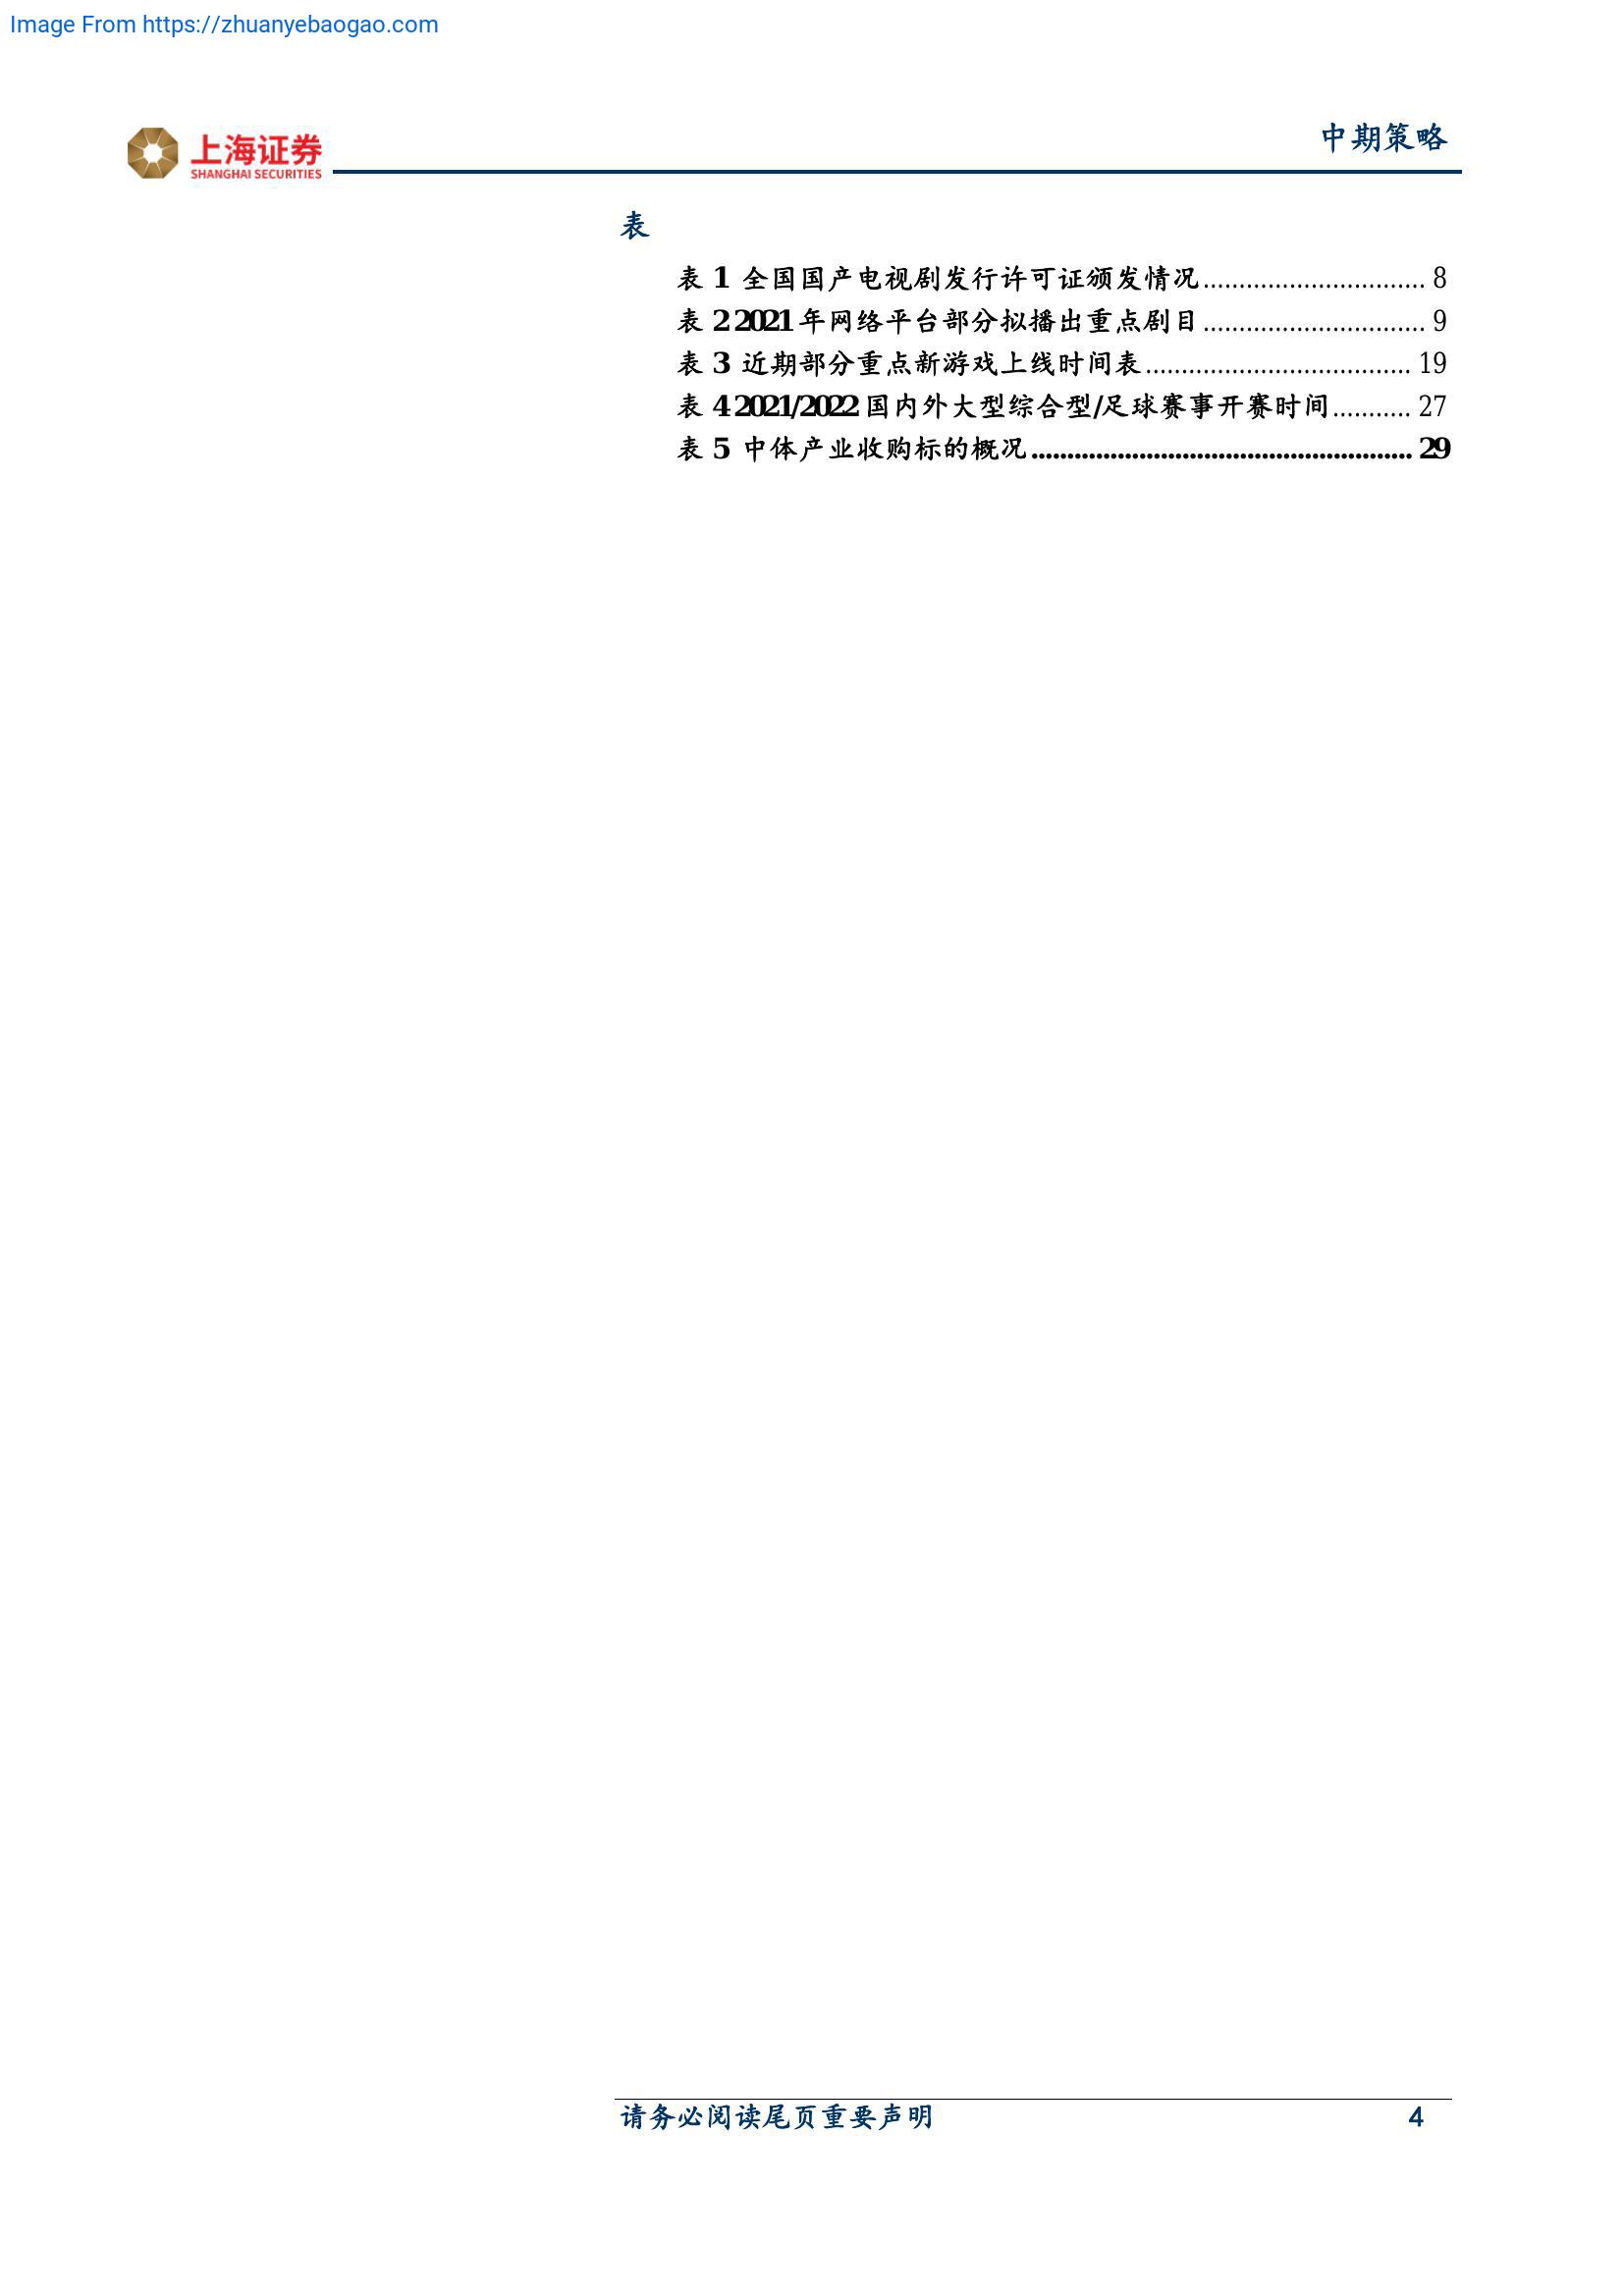 Image From https://zhuanyebaogao.com
上海证券
SHANGHAI SECURITIES
中期策略
表
表 1 全国国产电视剧发行许可证颁发情况............................... 8
表 2 2021 年网络平台部分拟播出重点剧目............................... 9
表 3 近期部分重点新游戏上线时间表..................................... 19
表 4 2021/2022 国内外大型综合型/足球赛事开赛时间........... 27
表 5 中体产业收购标的概况..................................................... 29
请务必阅读尾页重要声明 4